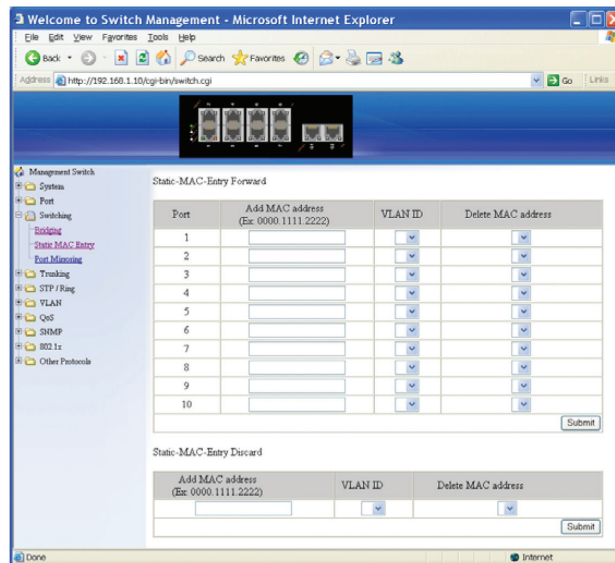 Welcome to Switch Management - Microsoft Internet Explorer
File Edit View Favorites Tools Help
Back Search Favorites
Address http://192.168.1.10/cgi-bin/switch.cgi Go Links
Management Switch
System
Port
Switching
Bridging
Static MAC Entry
Port Mirroring
Trunking
STP / Ring
VLAN
QoS
SNMP
802.1x
Other Protocols
Static-MAC-Entry Forward
Port Add MAC address (Ex: 0000.1111.2222) VLAN ID Delete MAC address
1
2
3
4
5
6
7
8
9
10
Submit
Static-MAC-Entry Discard
Add MAC address (Ex: 0000.1111.2222) VLAN ID Delete MAC address
Submit
Done Internet